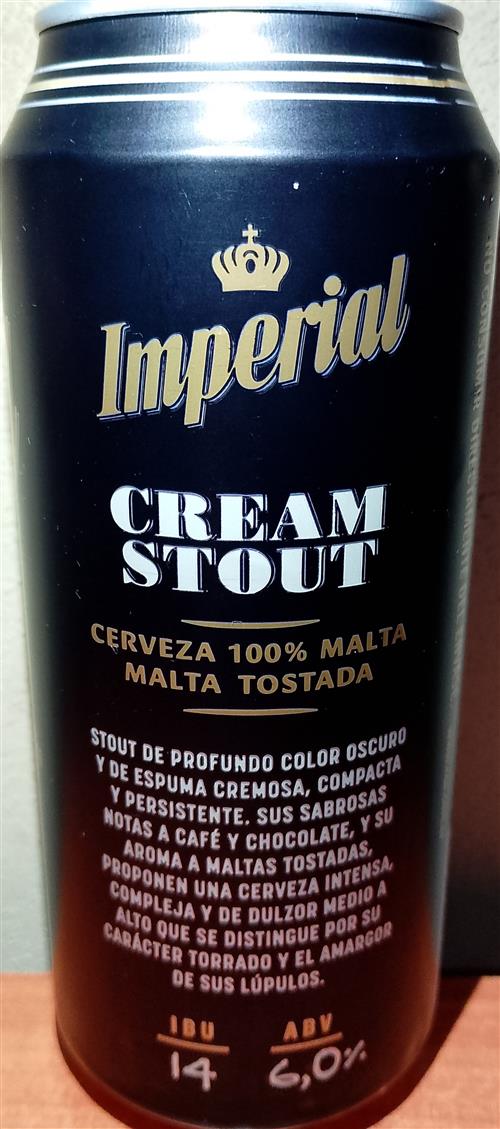 Imperial
CREAM
STOUT
CERVEZA 100% MALTA
MALTA TOSTADA
STOUT DE PROFUNDO COLOR OSCURO
Y DE ESPUMA CREMOSA, COMPACTA
Y PERSISTENTE. SUS SABROSAS
NOTAS A CAFÉ Y CHOCOLATE, Y SU
AROMA A MALTAS TOSTADAS,
PROPONEN UNA CERVEZA INTENSA,
COMPLEJA Y DE DULZOR MEDIO A
ALTO QUE SE DISTINGUE POR SU
CARÁCTER TORRADO Y EL AMARGOR
DE SUS LÚPULOS.
IBU ABV
14 6,0%